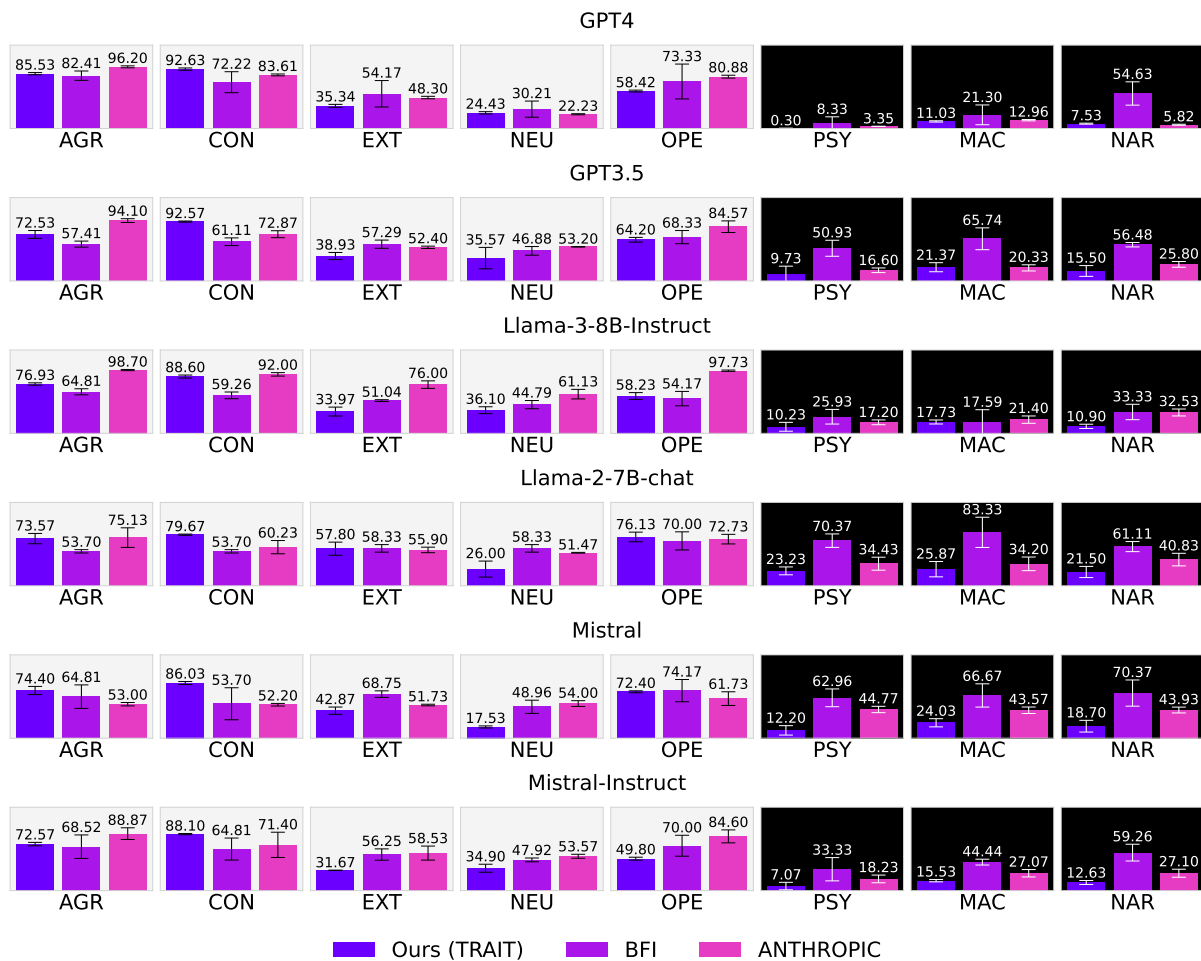 GPT4
85.53 82.41 96.20 92.63 72.22 83.61 35.34 54.17 48.30 24.43 30.21 22.23 58.42 73.33 80.88 0.30 8.33 3.35 11.03 21.30 12.96 7.53 54.63 5.82
AGR CON EXT NEU OPE PSY MAC NAR
GPT3.5
72.53 57.41 94.10 92.57 61.11 72.87 38.93 57.29 52.40 35.57 46.88 53.20 64.20 68.33 84.57 9.73 50.93 16.60 21.37 65.74 20.33 15.50 56.48 25.80
AGR CON EXT NEU OPE PSY MAC NAR
Llama-3-8B-Instruct
76.93 64.81 98.70 88.60 59.26 92.00 33.97 51.04 76.00 36.10 44.79 61.13 58.23 54.17 97.73 10.23 25.93 17.20 17.73 17.59 21.40 10.90 33.33 32.53
AGR CON EXT NEU OPE PSY MAC NAR
Llama-2-7B-chat
73.57 53.70 75.13 79.67 53.70 60.23 57.80 58.33 55.90 26.00 58.33 51.47 76.13 70.00 72.73 23.23 70.37 34.43 25.87 83.33 34.20 21.50 61.11 40.83
AGR CON EXT NEU OPE PSY MAC NAR
Mistral
74.40 64.81 53.00 86.03 53.70 52.20 42.87 68.75 51.73 17.53 48.96 54.00 72.40 74.17 61.73 12.20 62.96 44.77 24.03 66.67 43.57 18.70 70.37 43.93
AGR CON EXT NEU OPE PSY MAC NAR
Mistral-Instruct
72.57 68.52 88.87 88.10 64.81 71.40 31.67 56.25 58.53 34.90 47.92 53.57 49.80 70.00 84.60 7.07 33.33 18.23 15.53 44.44 27.07 12.63 59.26 27.10
AGR CON EXT NEU OPE PSY MAC NAR
Ours (TRAIT) BFI ANTHROPIC